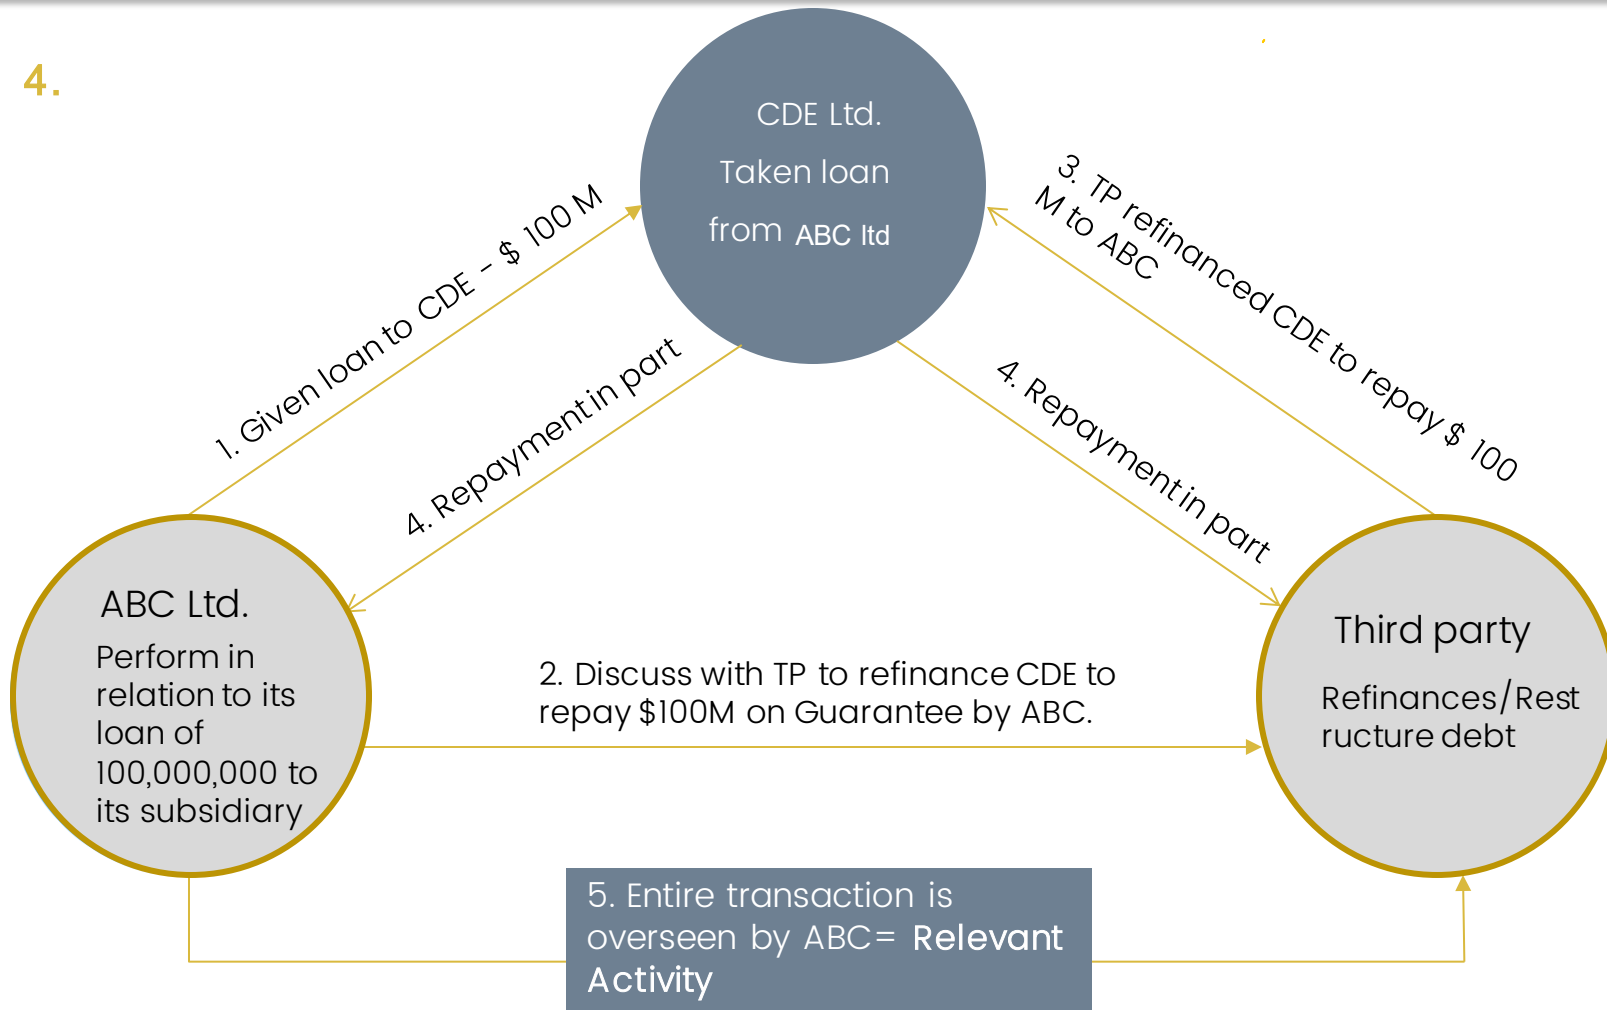 4.
CDE Ltd.
Taken loan
from ABC ltd
1. Given loan to CDE - $ 100 M
3. TP refinanced CDE to repay $ 100
M to ABC
4. Repayment in part
4. Repayment in part
ABC Ltd.
Perform in
relation to its
loan of
100,000,000 to
its subsidiary
2. Discuss with TP to refinance CDE to
repay $100M on Guarantee by ABC.
Third party
Refinances/Rest
ructure debt
5. Entire transaction is
overseen by ABC= Relevant
Activity